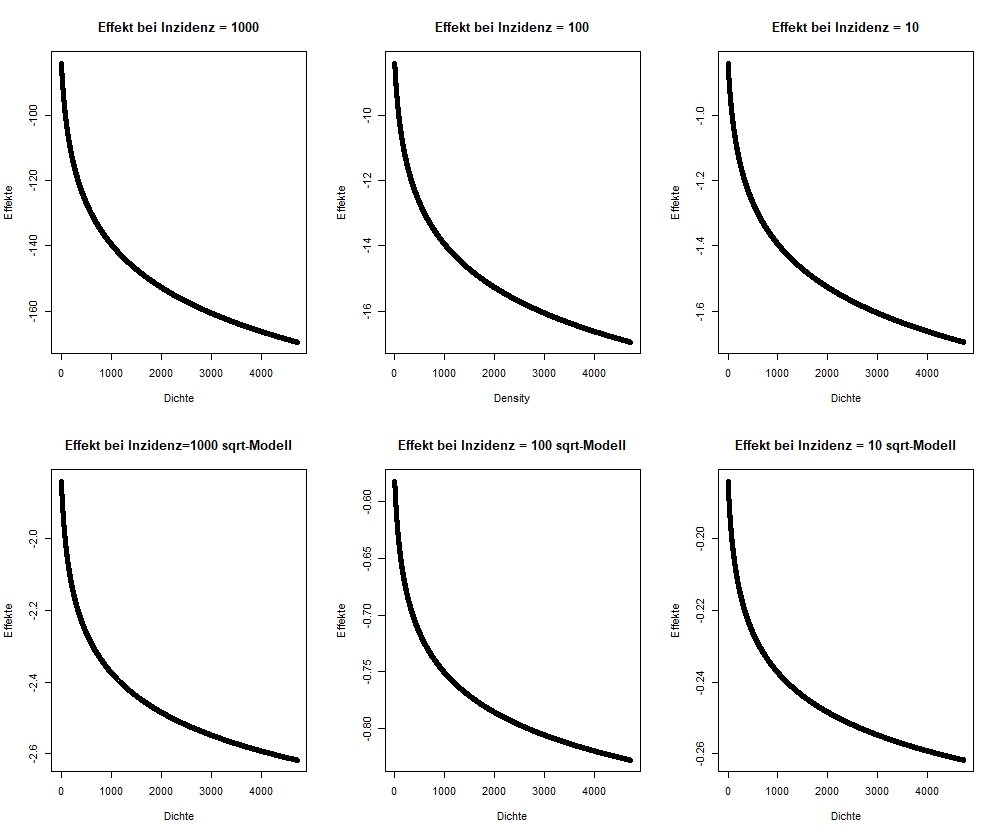 Effekt bei Inzidenz = 1000
Effekte
-100
-120
-140
-160
0 1000 2000 3000 4000
Dichte
Effekt bei Inzidenz = 100
Effekte
-10
-12
-14
-16
0 1000 2000 3000 4000
Density
Effekt bei Inzidenz = 10
Effekte
-1.0
-1.2
-1.4
-1.6
0 1000 2000 3000 4000
Dichte
Effekt bei Inzidenz=1000 sqrt-Modell
Effekte
-2.0
-2.2
-2.4
-2.6
0 1000 2000 3000 4000
Dichte
Effekt bei Inzidenz = 100 sqrt-Modell
Effekte
-0.60
-0.65
-0.70
-0.75
-0.80
0 1000 2000 3000 4000
Dichte
Effekt bei Inzidenz = 10 sqrt-Modell
Effekte
-0.20
-0.22
-0.24
-0.26
0 1000 2000 3000 4000
Dichte